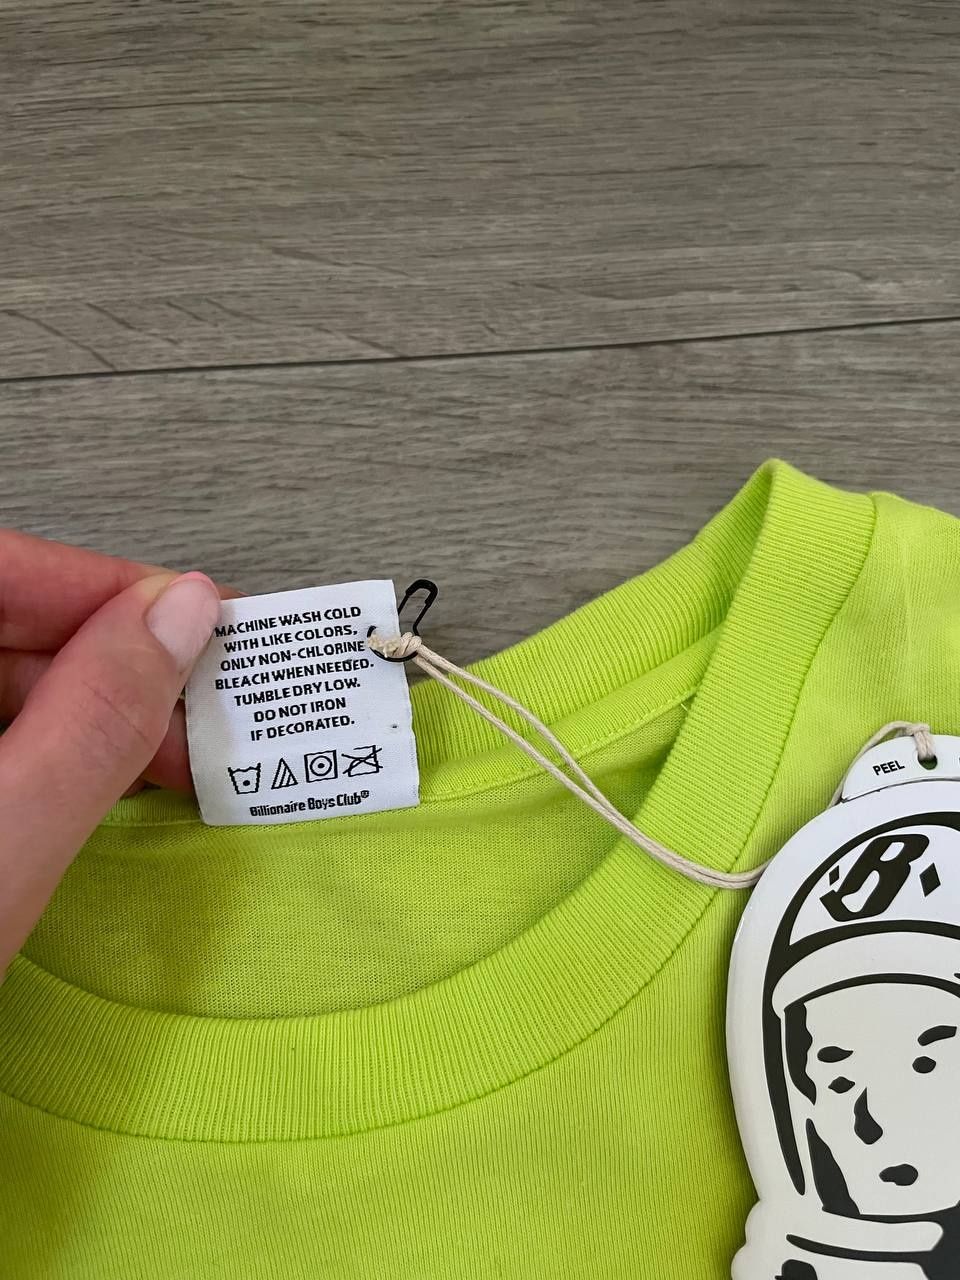 MACHINE WASH COLD
WITH LIKE COLORS,
ONLY NON-CHLORINE
BLEACH WHEN NEEDED.
TUMBLE DRY LOW.
DO NOT IRON
IF DECORATED.
Billionaire Boys Club®
PEEL
B